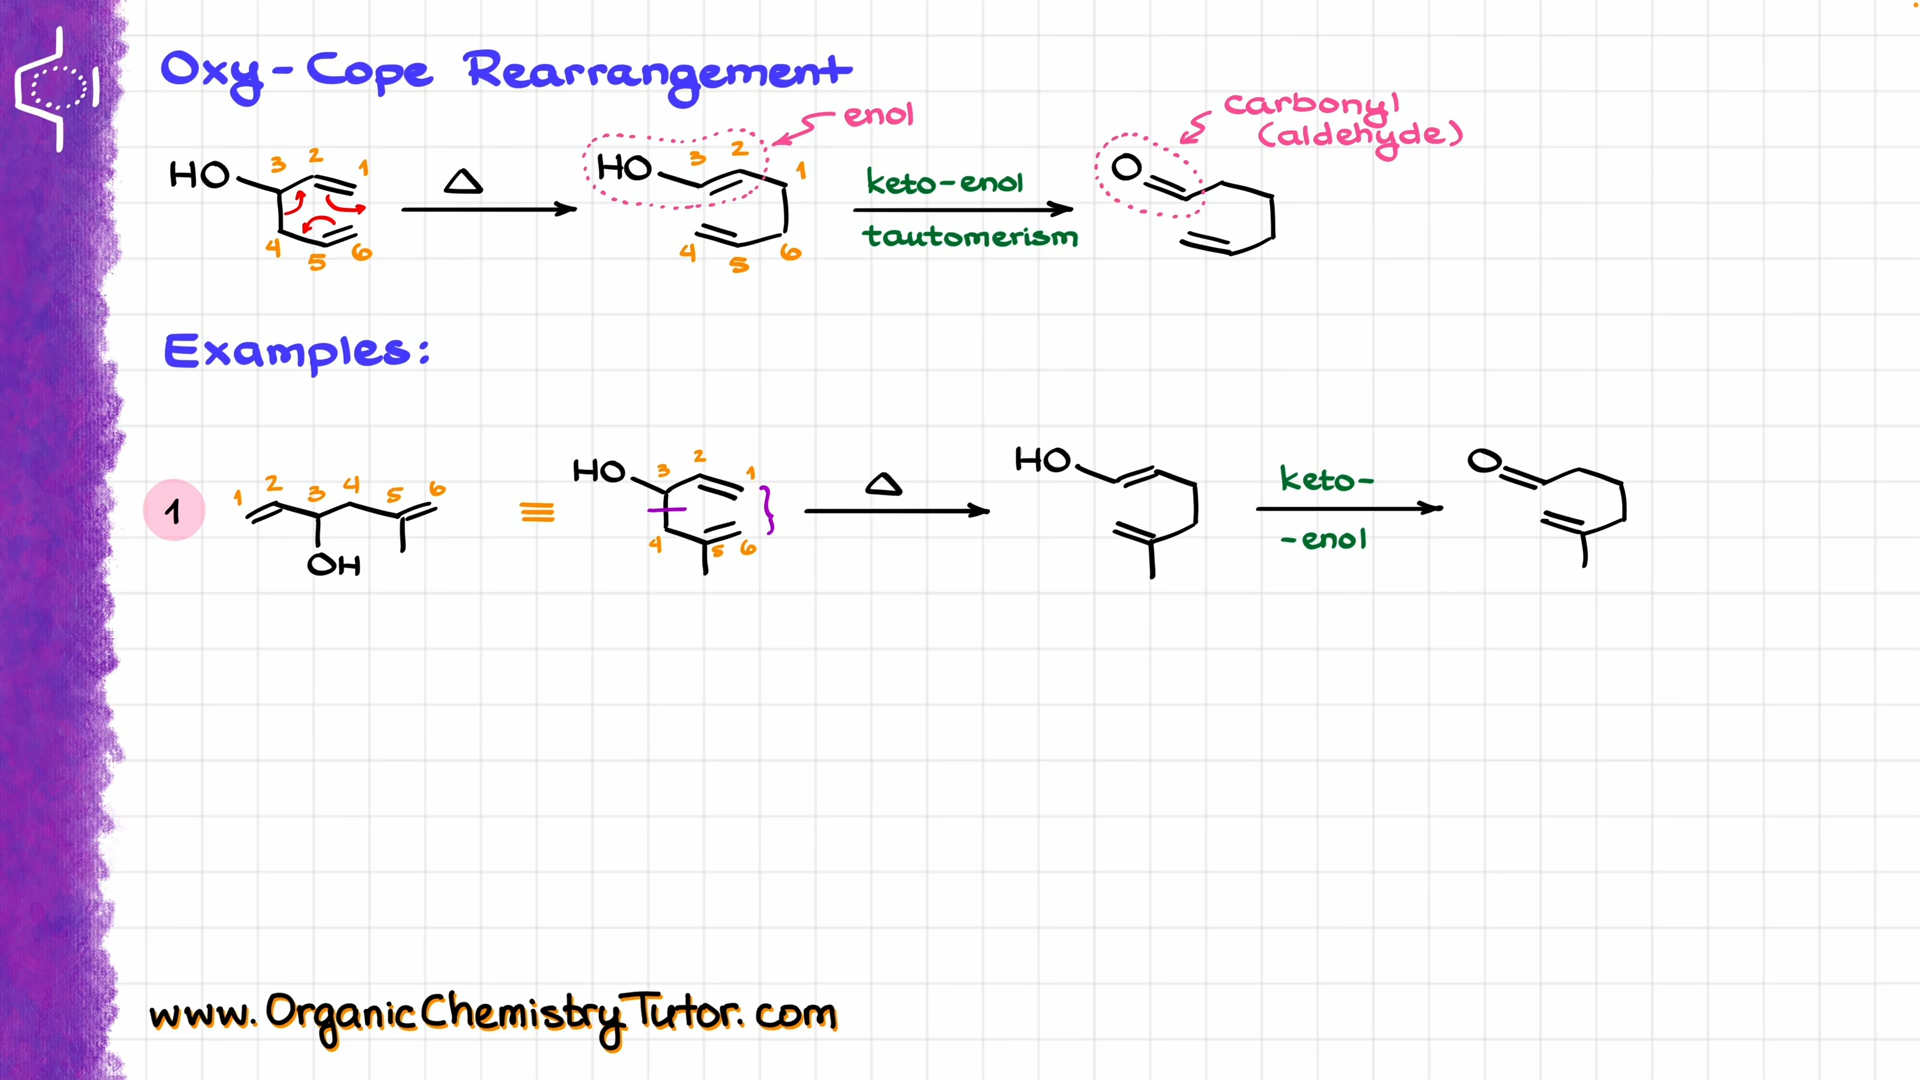 Oxy-Cope Rearrangement
HO 3 2 1 4 5 6
△
HO 3 2 1 4 5 6
enol
keto-enol
tautomerism
O
carbonyl
(aldehyde)
Examples:
1
1 2 3 4 5 6
OH
≡
HO 3 2 1 4 5 6
△
HO
keto-
-enol
O
www.OrganicChemistryTutor.com